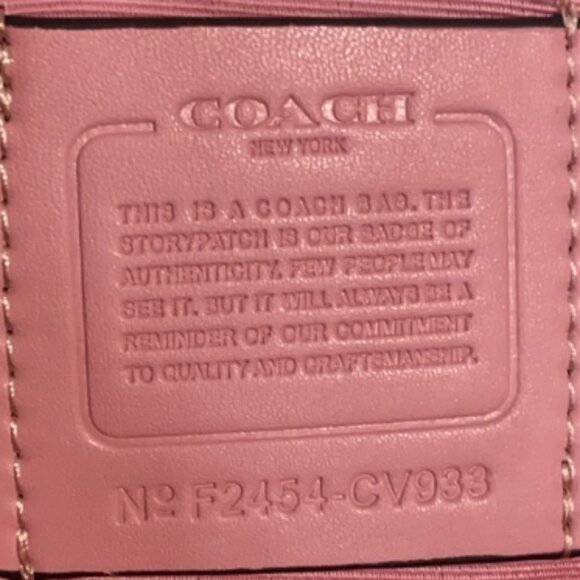 COACH
NEW YORK
THIS IS A COACH BAG. THE
STORYPATCH IS OUR BADGE OF
AUTHENTICITY. FEW PEOPLE MAY
SEE IT. BUT IT WILL ALWAYS BE A
REMINDER OF OUR COMMITMENT
TO QUALITY AND CRAFTSMANSHIP.
Nº F2454-CV933